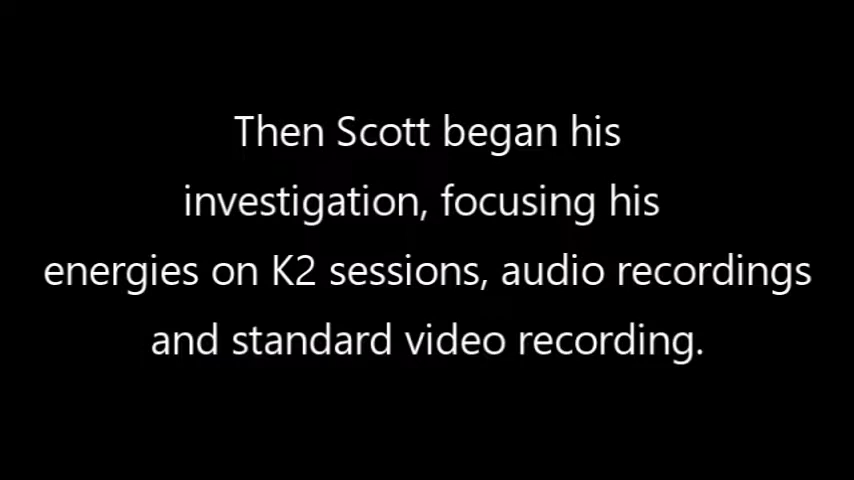 Then Scott began his
investigation, focusing his
energies on K2 sessions, audio recordings
and standard video recording.